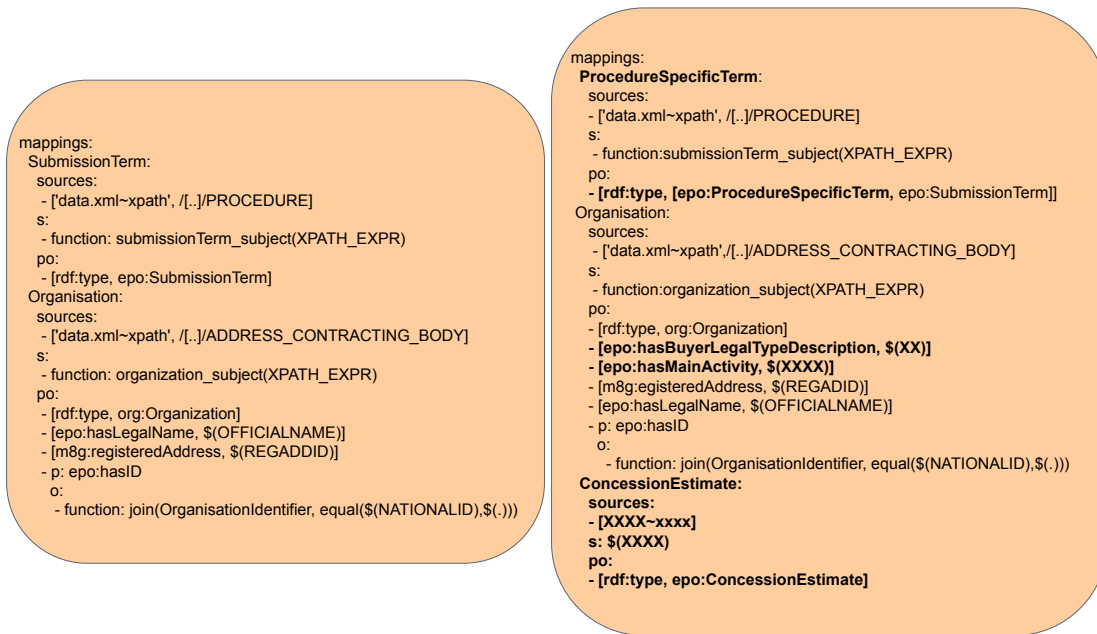 mappings:
SubmissionTerm:
sources:
- ['data.xml~xpath', /[..]/PROCEDURE]
s:
- function: submissionTerm_subject(XPATH_EXPR)
po:
- [rdf:type, epo:SubmissionTerm]
Organisation:
sources:
- ['data.xml~xpath', /[..]/ADDRESS_CONTRACTING_BODY]
s:
- function: organization_subject(XPATH_EXPR)
po:
- [rdf:type, org:Organization]
- [epo:hasLegalName, $(OFFICIALNAME)]
- [m8g:registeredAddress, $(REGADDID)]
- p: epo:hasID
o:
- function: join(OrganisationIdentifier, equal($(NATIONALID),$(.)))
mappings:
ProcedureSpecificTerm:
sources:
- ['data.xml~xpath', /[..]/PROCEDURE]
s:
- function:submissionTerm_subject(XPATH_EXPR)
po:
- [rdf:type, [epo:ProcedureSpecificTerm, epo:SubmissionTerm]]
Organisation:
sources:
- ['data.xml~xpath',/[..]/ADDRESS_CONTRACTING_BODY]
s:
- function:organization_subject(XPATH_EXPR)
po:
- [rdf:type, org:Organization]
- [epo:hasBuyerLegalTypeDescription, $(XX)]
- [epo:hasMainActivity, $(XXXX)]
- [m8g:egisteredAddress, $(REGADID)]
- [epo:hasLegalName, $(OFFICIALNAME)]
- p: epo:hasID
o:
- function: join(OrganisationIdentifier, equal($(NATIONALID),$(.)))
ConcessionEstimate:
sources:
- [XXXX~xxxx]
s: $(XXXX)
po:
- [rdf:type, epo:ConcessionEstimate]